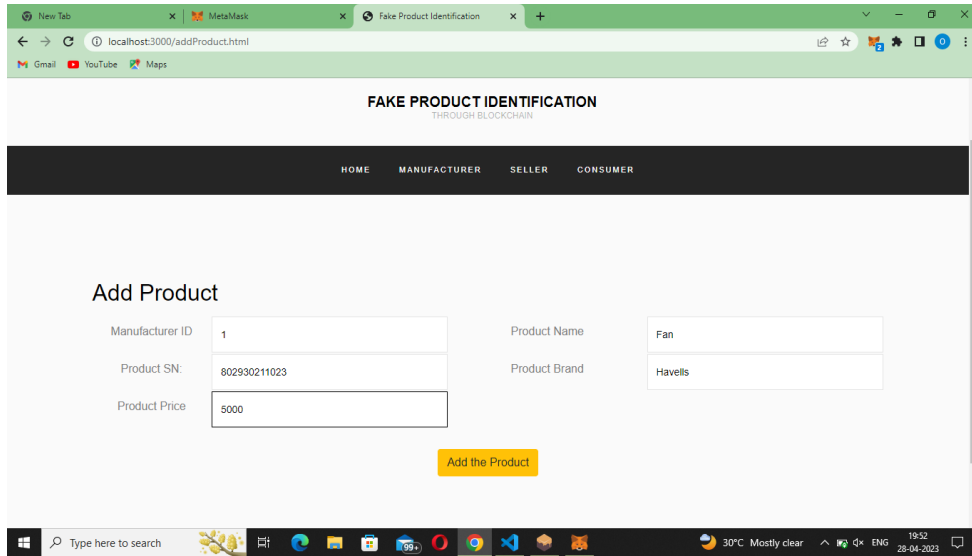 New Tab
MetaMask
Fake Product Identification
localhost:3000/addProduct.html
2
O
Gmail
YouTube
Maps
FAKE PRODUCT IDENTIFICATION
THROUGH BLOCKCHAIN
HOME MANUFACTURER SELLER CONSUMER
Add Product
Manufacturer ID 1 Product Name Fan
Product SN: 802930211023 Product Brand Havells
Product Price 5000
Add the Product
Type here to search
99+
30°C Mostly clear
ENG
19:52
28-04-2023